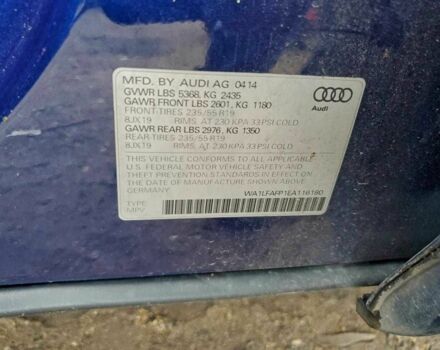 MFD. BY AUDI AG 04 14
GVWR LBS 5368, KG 2435
GAWR FRONT LBS 2601, KG 1180
FRONT-TIRES 235/55 R19
8JX19 RIMS, AT 230 KPA 33 PSI COLD
GAWR REAR LBS 2976, KG 1350
REAR-TIRES 235/55 R19
8JX19 RIMS, AT 230 KPA 33 PSI COLD
Audi
THIS VEHICLE CONFORMS TO ALL APPLICABLE
U.S. FEDERAL MOTOR VEHICLE SAFETY STANDARDS
IN EFFECT ON THE
DATE OF MANUFACTURE SHOWN ABOVE.
GERMANY
WA1LFAFP1EA116180
TYPE:
MPV